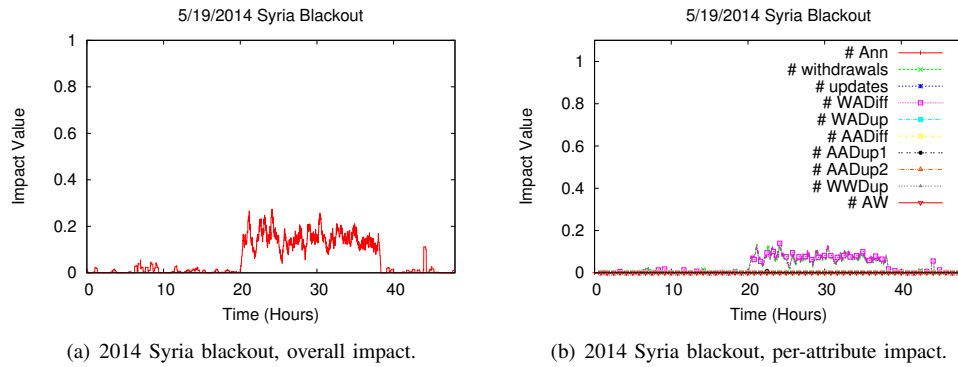 5/19/2014 Syria Blackout
1
0.8
0.6
0.4
0.2
0
Impact Value
0 10 20 30 40
Time (Hours)
(a) 2014 Syria blackout, overall impact.
5/19/2014 Syria Blackout
1
0.8
0.6
0.4
0.2
0
Impact Value
# Ann
# withdrawals
# updates
# WADiff
# WADup
# AADiff
# AADup1
# AADup2
# WWDup
# AW
0 10 20 30 40
Time (Hours)
(b) 2014 Syria blackout, per-attribute impact.